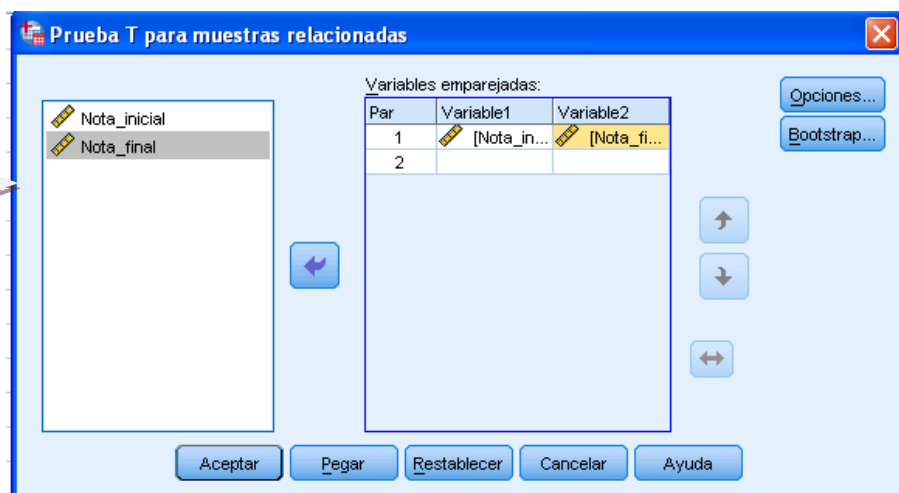 Prueba T para muestras relacionadas
Nota_inicial
Nota_final
Variables emparejadas:
Par Variable1 Variable2
1 [Nota_in... [Nota_fi...
2
Opciones...
Bootstrap...
Aceptar Pegar Restablecer Cancelar Ayuda